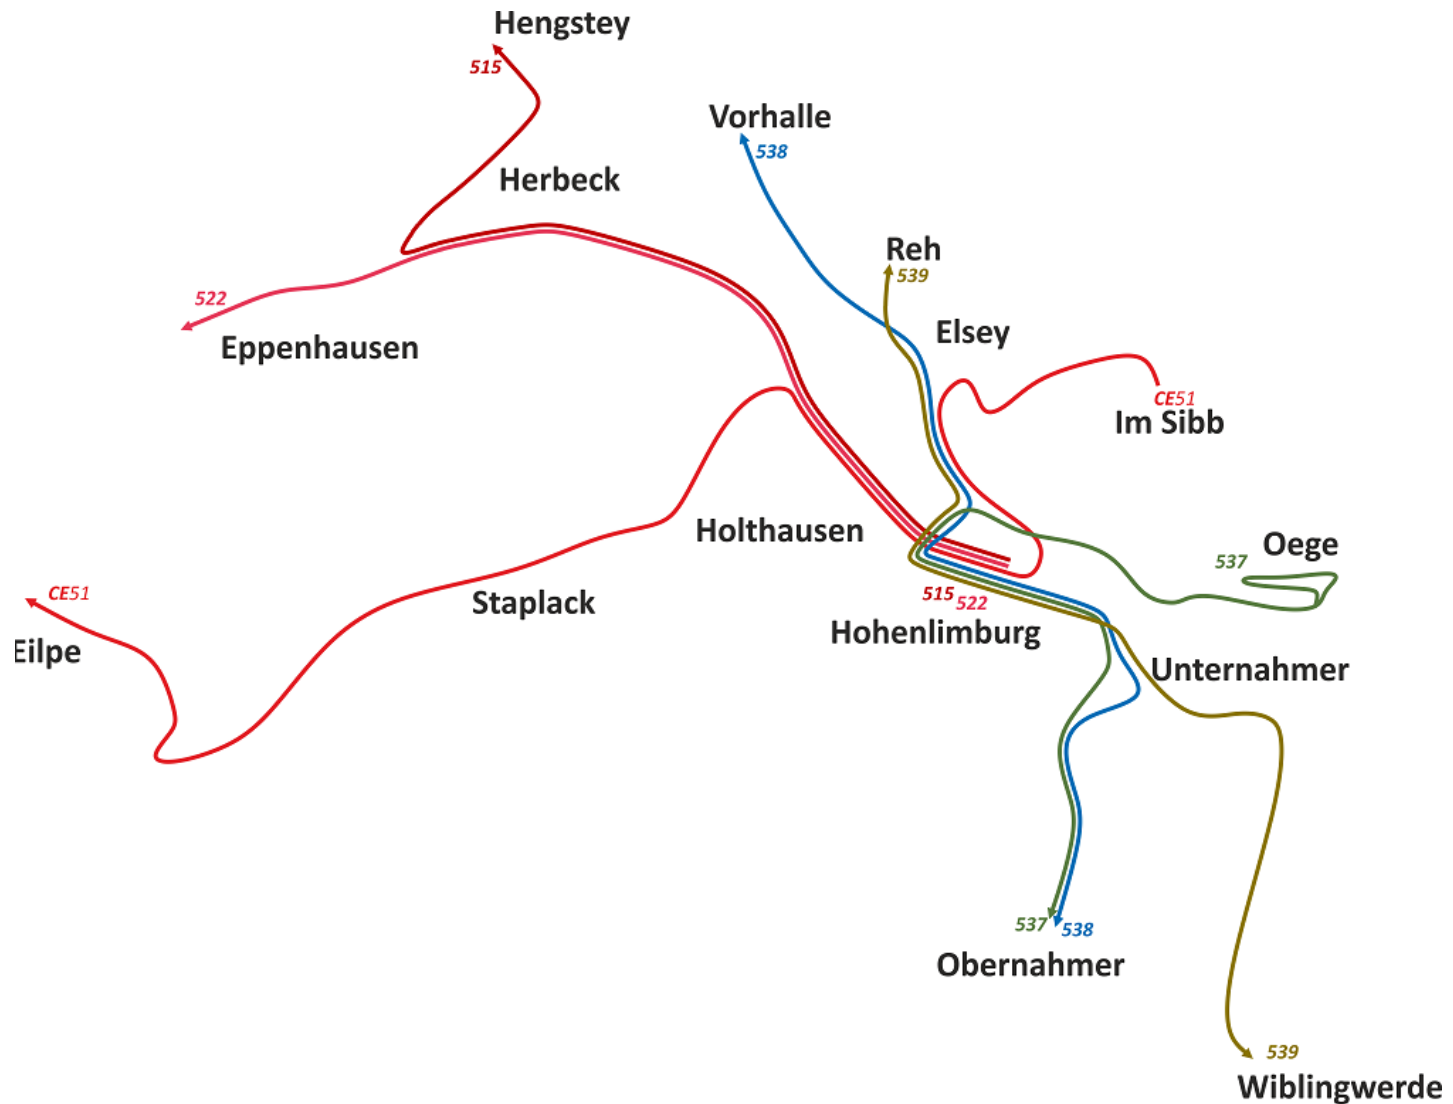 Hengstey
515
Vorhalle
538
Herbeck
Reh
539
522
Elsey
Eppenhausen
CE51
Im Sibb
Holthausen
Oege
537
CE51
Staplack
515
522
Hohenlimburg
Eilpe
Unternahmer
537
538
Obernahmer
539
Wiblingwerde